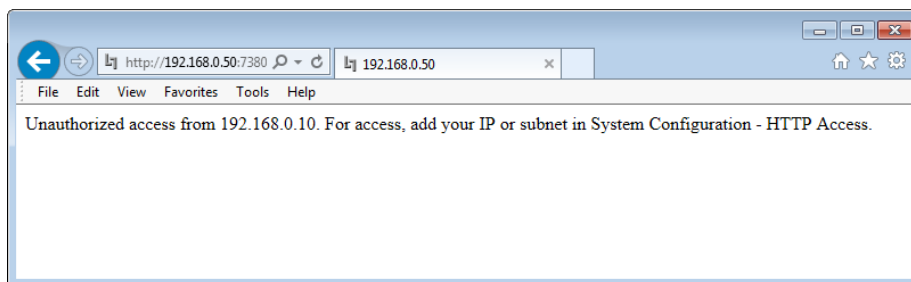 http://192.168.0.50:7380
192.168.0.50
File Edit View Favorites Tools Help
Unauthorized access from 192.168.0.10. For access, add your IP or subnet in System Configuration - HTTP Access.